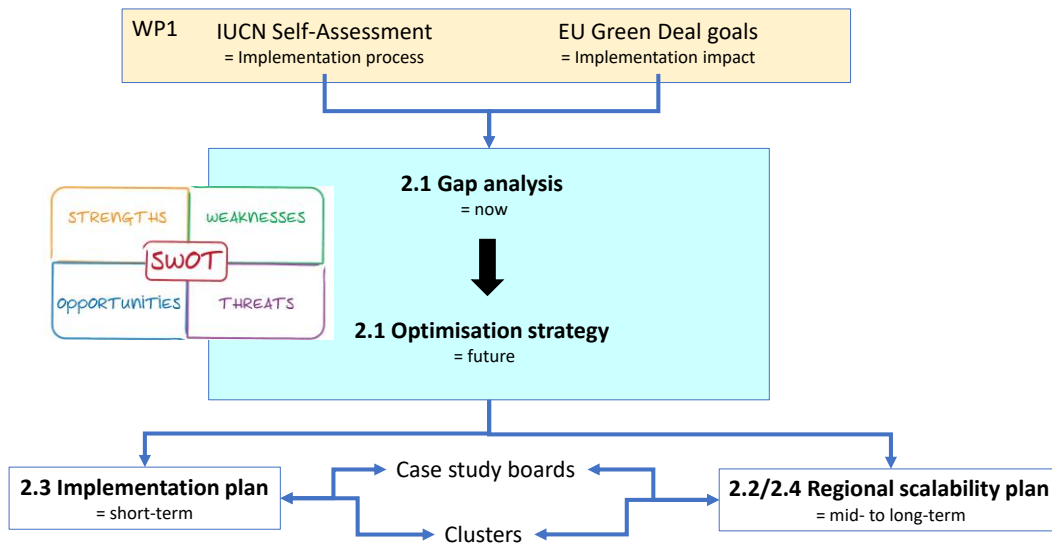 WP1
IUCN Self-Assessment
= Implementation process
EU Green Deal goals
= Implementation impact
2.1 Gap analysis
= now
STRENGTHS
WEAKNESSES
SWOT
OPPORTUNITIES
THREATS
2.1 Optimisation strategy
= future
2.3 Implementation plan
= short-term
Case study boards
Clusters
2.2/2.4 Regional scalability plan
= mid- to long-term